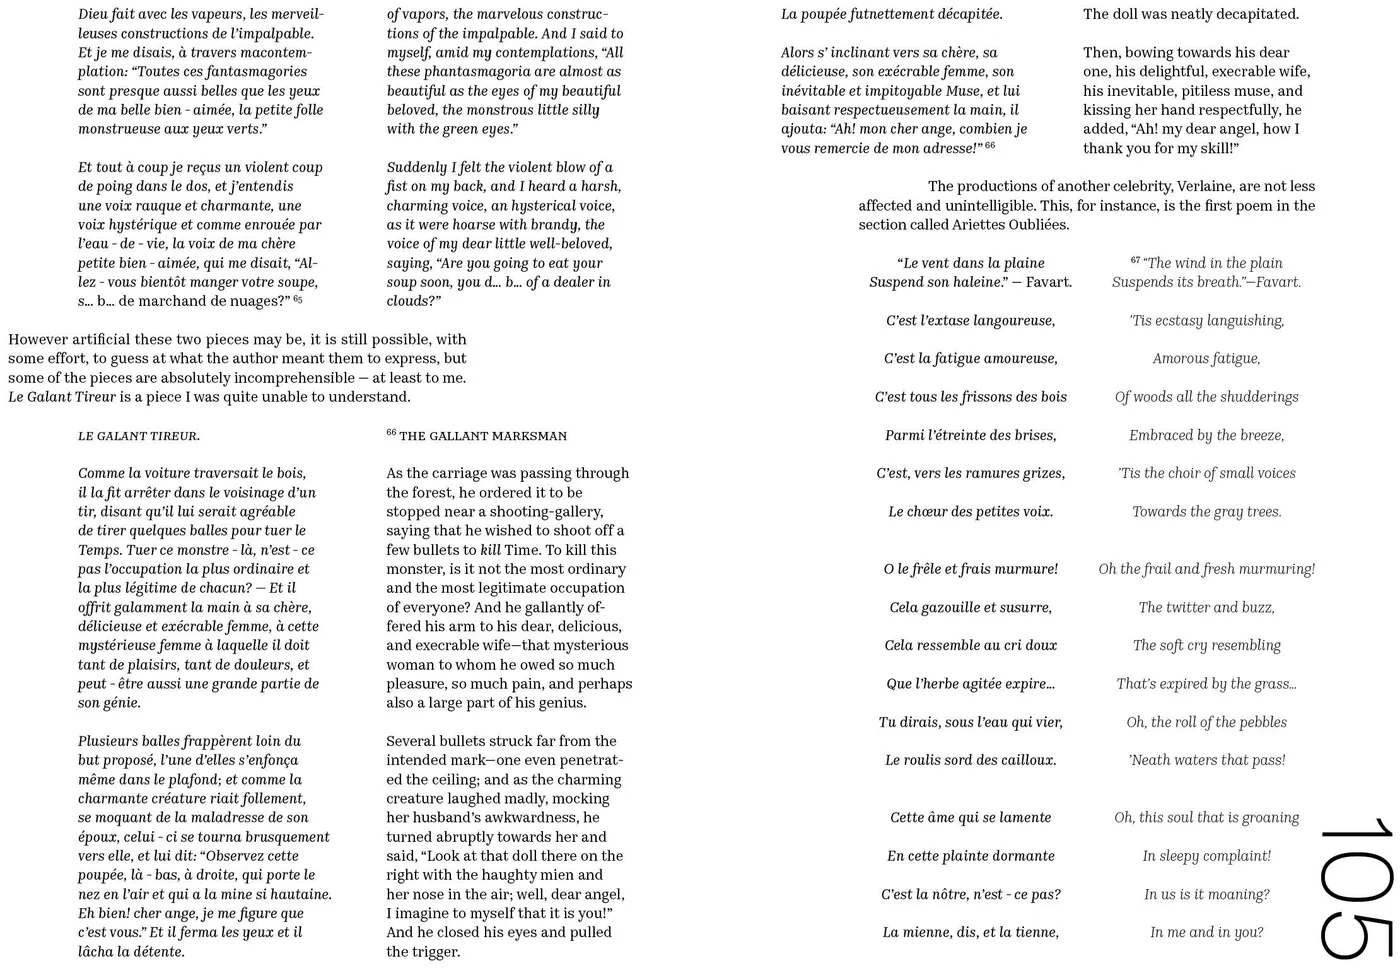 Dieu fait avec les vapeurs, les merveil-
leuses constructions de l'impalpable.
Et je me disais, à travers macontem-
plation: “Toutes ces fantasmagories
sont presque aussi belles que les yeux
de ma belle bien - aimée, la petite folle
monstrueuse aux yeux verts.”
Et tout à coup je reçus un violent coup
de poing dans le dos, et j’entendis
une voix rauque et charmante, une
voix hystérique et comme enrouée par
l’eau - de - vie, la voix de ma chère
petite bien - aimée, qui me disait, “Al-
lez - vous bientôt manger votre soupe,
s... b... de marchand de nuages?” 65
of vapors, the marvelous construc-
tions of the impalpable. And I said to
myself, amid my contemplations, “All
these phantasmagoria are almost as
beautiful as the eyes of my beautiful
beloved, the monstrous little silly
with the green eyes.”
Suddenly I felt the violent blow of a
fist on my back, and I heard a harsh,
charming voice, an hysterical voice,
as it were hoarse with brandy, the
voice of my dear little well-beloved,
saying, “Are you going to eat your
soup soon, you d... b... of a dealer in
clouds?”
However artificial these two pieces may be, it is still possible, with
some effort, to guess at what the author meant them to express, but
some of the pieces are absolutely incomprehensible — at least to me.
Le Galant Tireur is a piece I was quite unable to understand.
LE GALANT TIREUR.
Comme la voiture traversait le bois,
il la fit arrêter dans le voisinage d’un
tir, disant qu’il lui serait agréable
de tirer quelques balles pour tuer le
Temps. Tuer ce monstre - là, n’est - ce
pas l’occupation la plus ordinaire et
la plus légitime de chacun? — Et il
offrit galamment la main à sa chère,
délicieuse et exécrable femme, à cette
mystérieuse femme à laquelle il doit
tant de plaisirs, tant de douleurs, et
peut - être aussi une grande partie de
son génie.
Plusieurs balles frappèrent loin du
but proposé, l’une d’elles s’enfonça
même dans le plafond; et comme la
charmante créature riait follement,
se moquant de la maladresse de son
époux, celui - ci se tourna brusquement
vers elle, et lui dit: “Observez cette
poupée, là - bas, à droite, qui porte le
nez en l’air et qui a la mine si hautaine.
Eh bien! cher ange, je me figure que
c’est vous.” Et il ferma les yeux et il
lâcha la détente.
66 THE GALLANT MARKSMAN
As the carriage was passing through
the forest, he ordered it to be
stopped near a shooting-gallery,
saying that he wished to shoot off a
few bullets to kill Time. To kill this
monster, is it not the most ordinary
and the most legitimate occupation
of everyone? And he gallantly of-
fered his arm to his dear, delicious,
and execrable wife—that mysterious
woman to whom he owed so much
pleasure, so much pain, and perhaps
also a large part of his genius.
Several bullets struck far from the
intended mark—one even penetrat-
ed the ceiling; and as the charming
creature laughed madly, mocking
her husband’s awkwardness, he
turned abruptly towards her and
said, “Look at that doll there on the
right with the haughty mien and
her nose in the air; well, dear angel,
I imagine to myself that it is you!”
And he closed his eyes and pulled
the trigger.
La poupée futnettement décapitée.
Alors s’ inclinant vers sa chère, sa
délicieuse, son exécrable femme, son
inévitable et impitoyable Muse, et lui
baisant respectueusement la main, il
ajouta: “Ah! mon cher ange, combien je
vous remercie de mon adresse!” 66
The doll was neatly decapitated.
Then, bowing towards his dear
one, his delightful, execrable wife,
his inevitable, pitiless muse, and
kissing her hand respectfully, he
added, “Ah! my dear angel, how I
thank you for my skill!”
The productions of another celebrity, Verlaine, are not less
affected and unintelligible. This, for instance, is the first poem in the
section called Ariettes Oubliées.
“Le vent dans la plaine
Suspend son haleine.” — Favart.
C’est l’extase langoureuse,
C’est la fatigue amoureuse,
C’est tous les frissons des bois
Parmi l’étreinte des brises,
C’est, vers les ramures grizes,
Le chœur des petites voix.
O le frêle et frais murmure!
Cela gazouille et susurre,
Cela ressemble au cri doux
Que l’herbe agitée expire...
Tu dirais, sous l’eau qui vier,
Le roulis sord des cailloux.
Cette âme qui se lamente
En cette plainte dormante
C’est la nôtre, n’est - ce pas?
La mienne, dis, et la tienne,
67 “The wind in the plain
Suspends its breath.”—Favart.
’Tis ecstasy languishing,
Amorous fatigue,
Of woods all the shudderings
Embraced by the breeze,
’Tis the choir of small voices
Towards the gray trees.
Oh the frail and fresh murmuring!
The twitter and buzz,
The soft cry resembling
That’s expired by the grass...
Oh, the roll of the pebbles
’Neath waters that pass!
Oh, this soul that is groaning
In sleepy complaint!
In us is it moaning?
In me and in you?
105